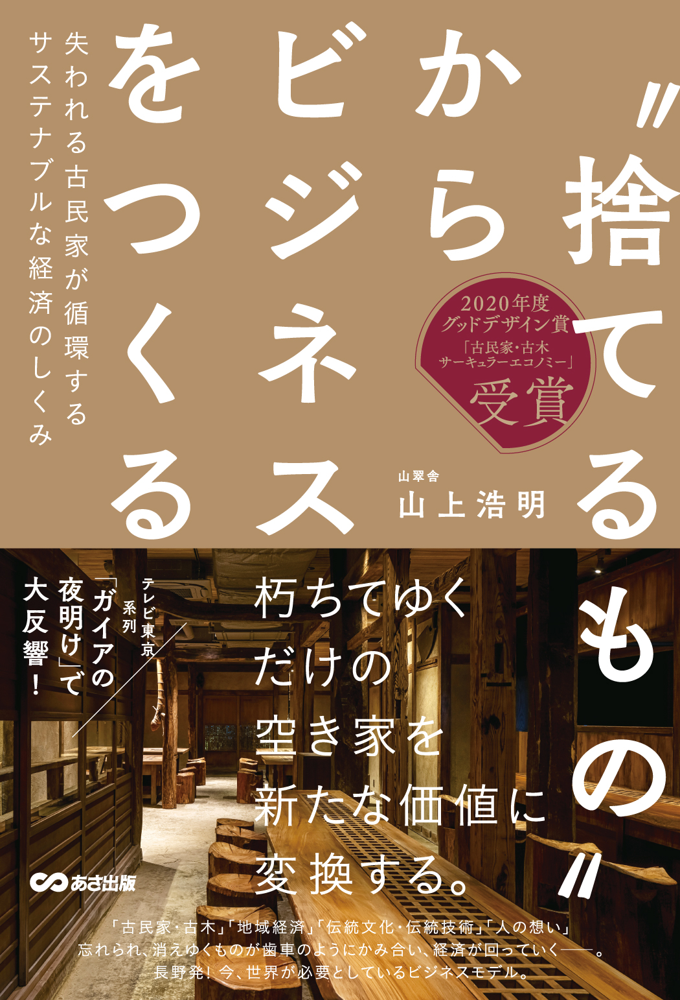 〝捨てるもの〟
から
ビジネス
をつくる
失われる古民家が循環する
サステナブルな経済のしくみ
2020年度
グッドデザイン賞
「古民家・古木
サーキュラーエコノミー」
受賞
山翠舎
山上浩明
朽ちてゆく
だけの
空き家を
新たな価値に
変換する。
テレビ東京
系列
「ガイアの
夜明け」で
大反響！
あさ出版
「古民家・古木」「地域経済」「伝統文化・伝統技術」「人の想い」
忘れられ、消えゆくものが歯車のようにかみ合い、経済が回っていく――。
長野発！今、世界が必要としているビジネスモデル。